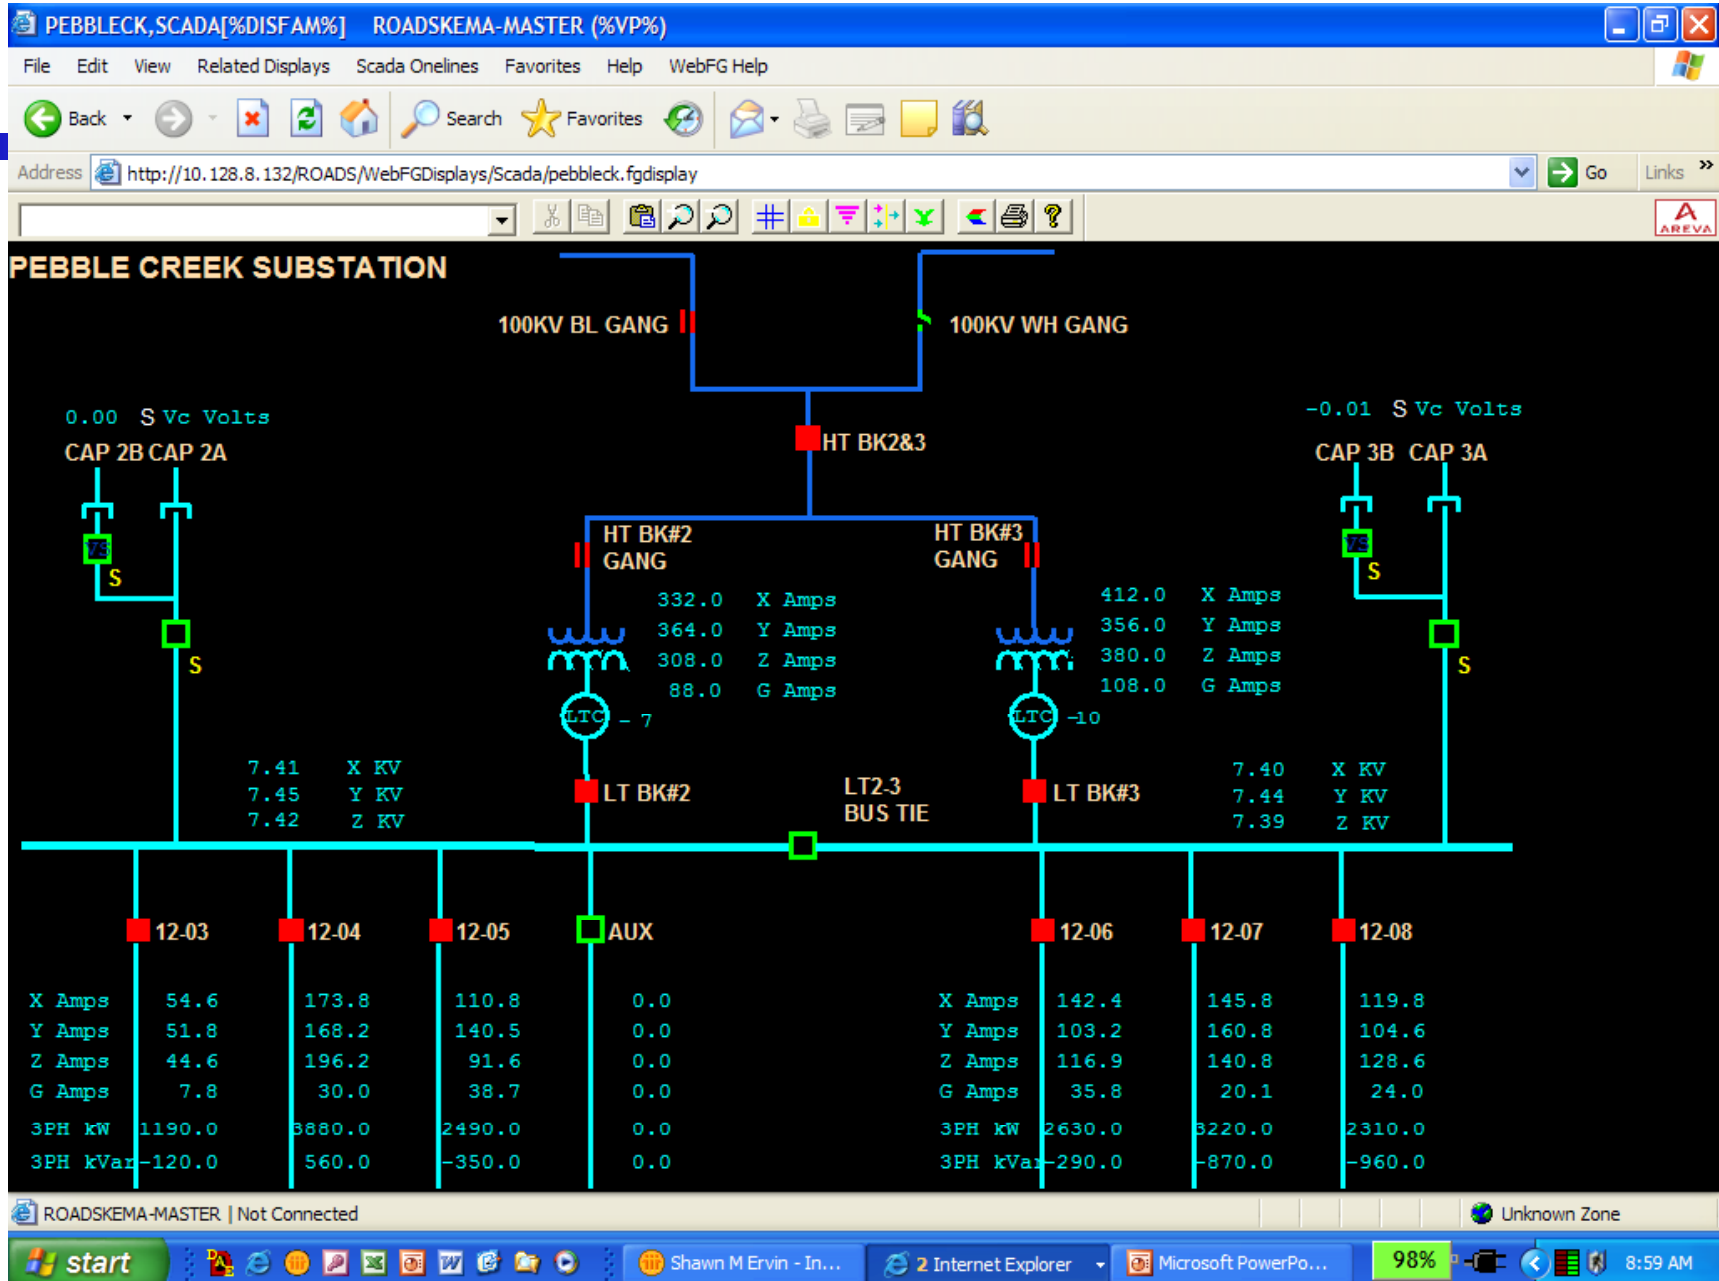 PEBBLECK,SCADA[%DISFAM%] ROADSKEMA-MASTER (%VP%)
File Edit View Related Displays Scada Onelines Favorites Help WebFG Help
Back Search Favorites
Address http://10.128.8.132/ROADS/WebFGDisplays/Scada/pebbleck.fgdisplay Go Links »
AREVA
PEBBLE CREEK SUBSTATION
100KV BL GANG 100KV WH GANG
0.00 S Vc Volts -0.01 S Vc Volts
HT BK2&3
CAP 2B CAP 2A CAP 3B CAP 3A
HT BK#2 GANG HT BK#3 GANG
VS VS
S S
332.0 X Amps 412.0 X Amps
364.0 Y Amps 356.0 Y Amps
308.0 Z Amps 380.0 Z Amps
88.0 G Amps 108.0 G Amps
S S
LTC - 7 LTC -10
7.41 X KV 7.40 X KV
7.45 Y KV 7.44 Y KV
7.42 Z KV 7.39 Z KV
LT BK#2 LT2-3 BUS TIE LT BK#3
12-03 12-04 12-05 AUX 12-06 12-07 12-08
X Amps 54.6 173.8 110.8 0.0 X Amps 142.4 145.8 119.8
Y Amps 51.8 168.2 140.5 0.0 Y Amps 103.2 160.8 104.6
Z Amps 44.6 196.2 91.6 0.0 Z Amps 116.9 140.8 128.6
G Amps 7.8 30.0 38.7 0.0 G Amps 35.8 20.1 24.0
3PH kW 1190.0 3880.0 2490.0 0.0 3PH kW 2630.0 3220.0 2310.0
3PH kVar -120.0 560.0 -350.0 0.0 3PH kVar -290.0 -870.0 -960.0
ROADSKEMA-MASTER | Not Connected Unknown Zone
start Shawn M Ervin - In... 2 Internet Explorer Microsoft PowerPo... 98% 8:59 AM